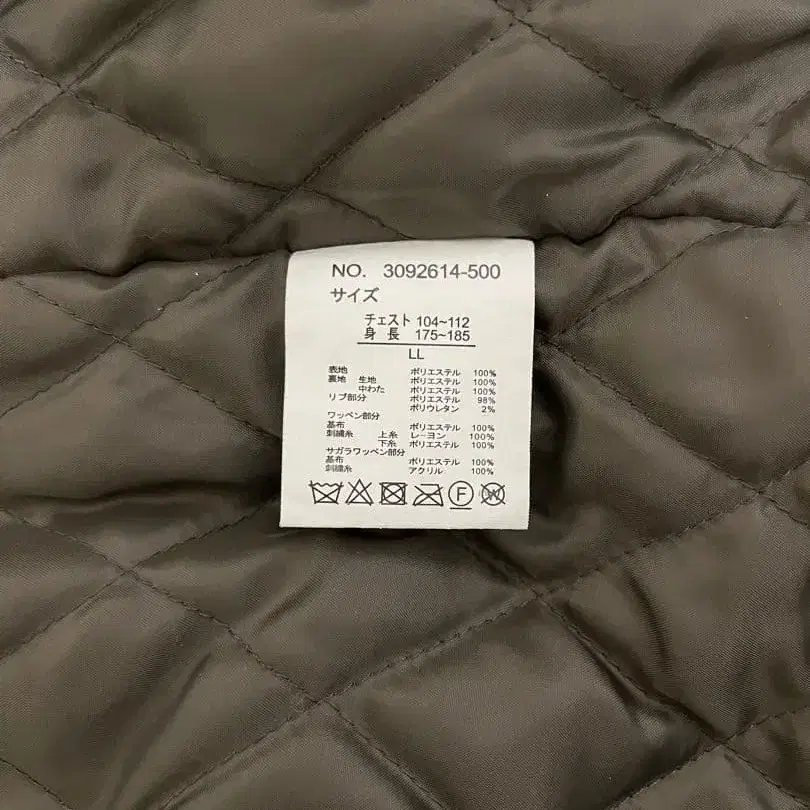 NO. 3092614-500
サイズ
チェスト 104~112
身長 175~185
LL
表地 ポリエステル 100%
裏地 生地 ポリエステル 100%
中わた ポリエステル 100%
リブ部分 ポリエステル 98%
ポリウレタン 2%
ワッペン部分
基布 ポリエステル 100%
刺繍糸 上糸 レーヨン 100%
下糸 ポリエステル 100%
サガラワッペン部分
基布 ポリエステル 100%
刺繍糸 アクリル 100%
F W